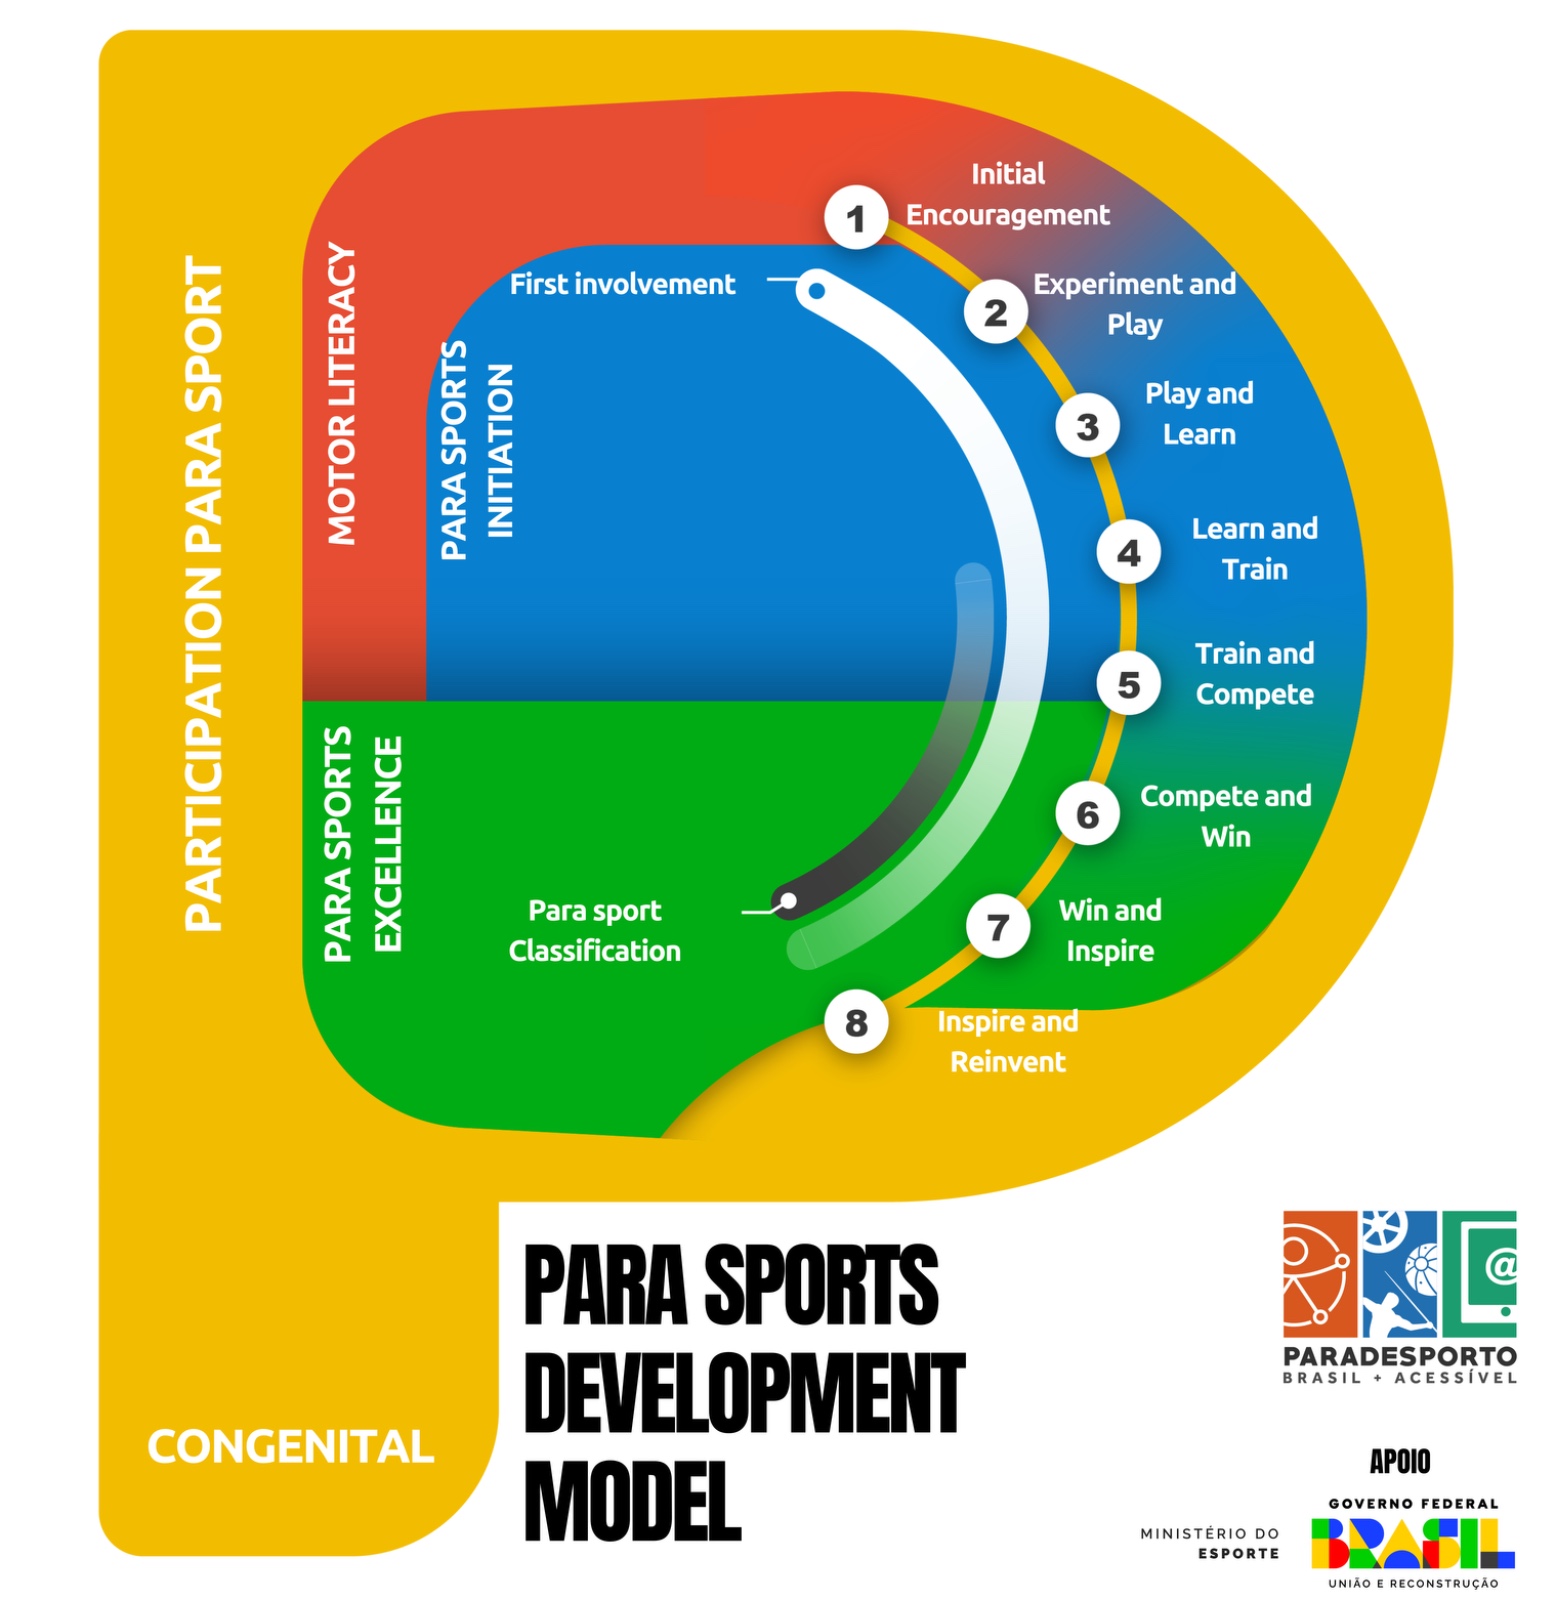 PARTICIPATION PARA SPORT
MOTOR LITERACY
PARA SPORTS
INITIATION
PARA SPORTS
EXCELLENCE
First involvement
Para sport
Classification
1
Initial
Encouragement
2
Experiment and
Play
3
Play and
Learn
4
Learn and
Train
5
Train and
Compete
6
Compete and
Win
7
Win and
Inspire
8
Inspire and
Reinvent
CONGENITAL
PARA SPORTS
DEVELOPMENT
MODEL
@
PARADESPORTO
BRASIL + ACESSÍVEL
APOIO
MINISTÉRIO DO
ESPORTE
GOVERNO FEDERAL
BRASIL
UNIÃO E RECONSTRUÇÃO